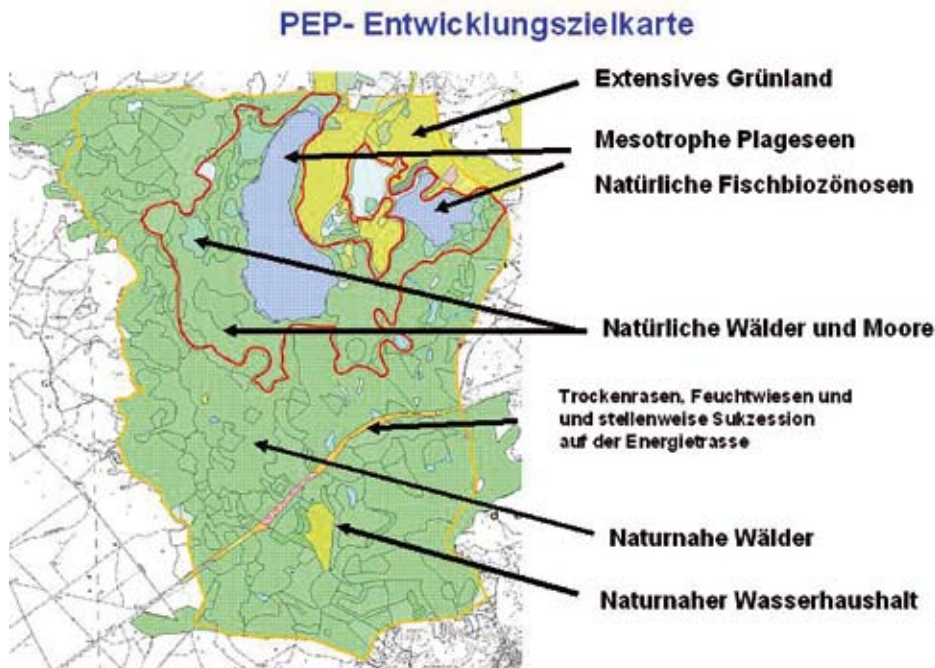 PEP- Entwicklungszielkarte
Extensives Grünland
Mesotrophe Plageseen
Natürliche Fischbiozönosen
Natürliche Wälder und Moore
Trockenrasen, Feuchtwiesen und
und stellenweise Sukzession
auf der Energietrasse
Naturnahe Wälder
Naturnaher Wasserhaushalt